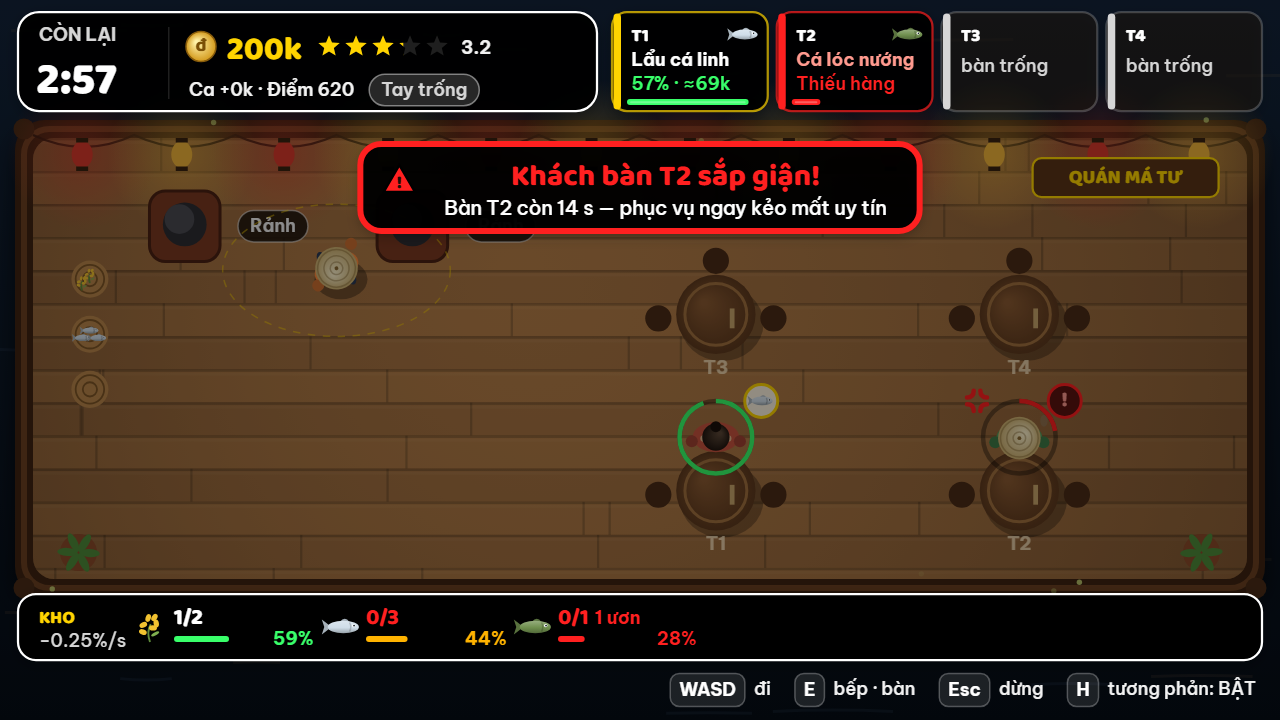 CÒN LẠI
2:57
đ 200k 3.2
Ca +0k · Điểm 620 Tay trống
T1
Lẩu cá linh
57% · ≈69k
T2
Cá lóc nướng
Thiếu hàng
T3
bàn trống
T4
bàn trống
Khách bàn T2 sắp giận!
Bàn T2 còn 14 s — phục vụ ngay kẻo mất uy tín
QUÁN MÁ TƯ
Rảnh
T3
T4
!
T1
T2
KHO
−0.25%/s
1/2
59%
0/3
44%
0/1 1 ươn
28%
WASD đi E bếp · bàn Esc dừng H tương phản: BẬT